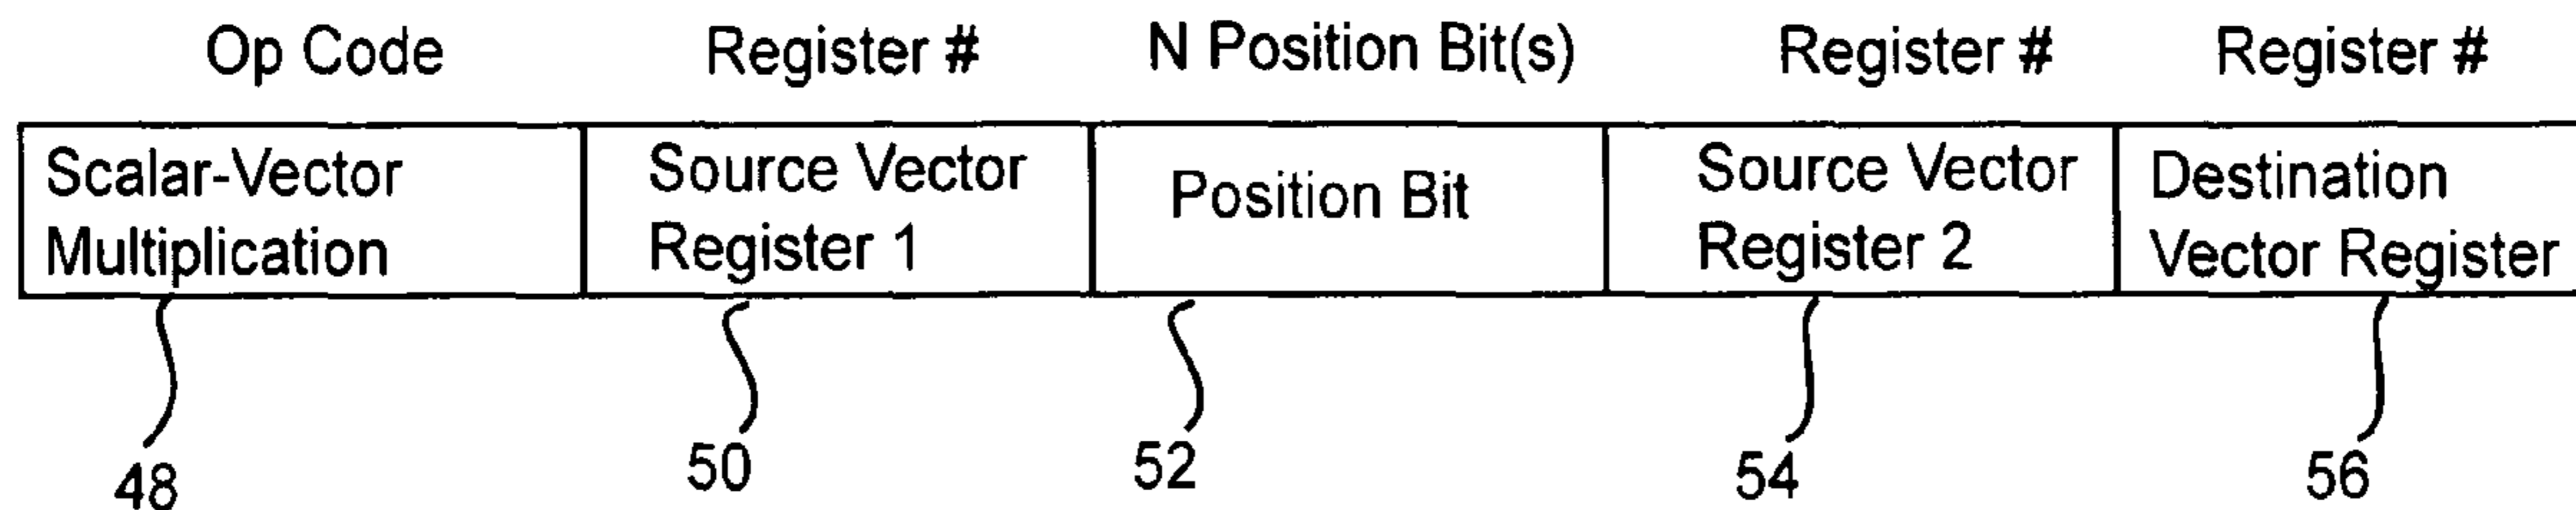 Op Code Register # N Position Bit(s) Register # Register #
Scalar-Vector
Multiplication
Source Vector
Register 1
Position Bit
Source Vector
Register 2
Destination
Vector Register
48 50 52 54 56